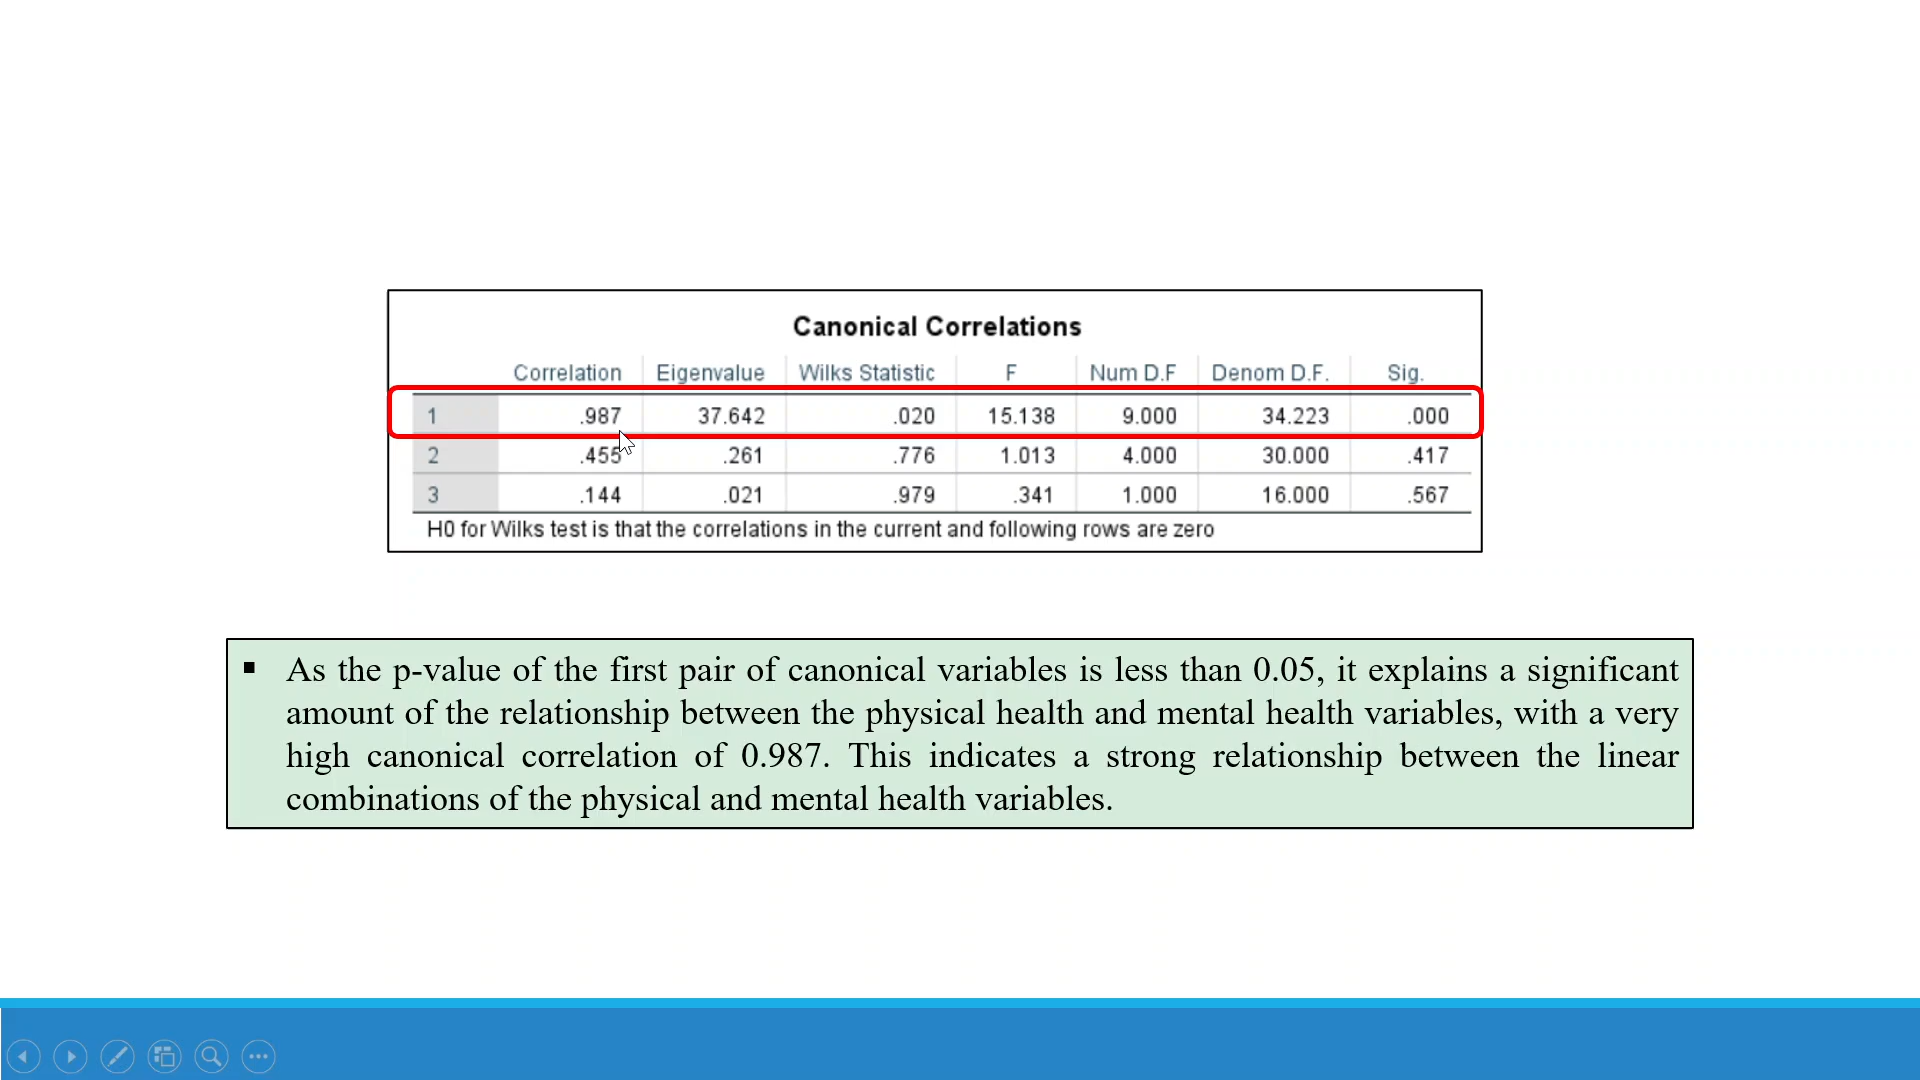 Canonical Correlations
Correlation Eigenvalue Wilks Statistic F Num D.F Denom D.F. Sig.
1 .987 37.642 .020 15.138 9.000 34.223 .000
2 .455 .261 .776 1.013 4.000 30.000 .417
3 .144 .021 .979 .341 1.000 16.000 .567
H0 for Wilks test is that the correlations in the current and following rows are zero
▪ As the p-value of the first pair of canonical variables is less than 0.05, it explains a significant
amount of the relationship between the physical health and mental health variables, with a very
high canonical correlation of 0.987. This indicates a strong relationship between the linear
combinations of the physical and mental health variables.